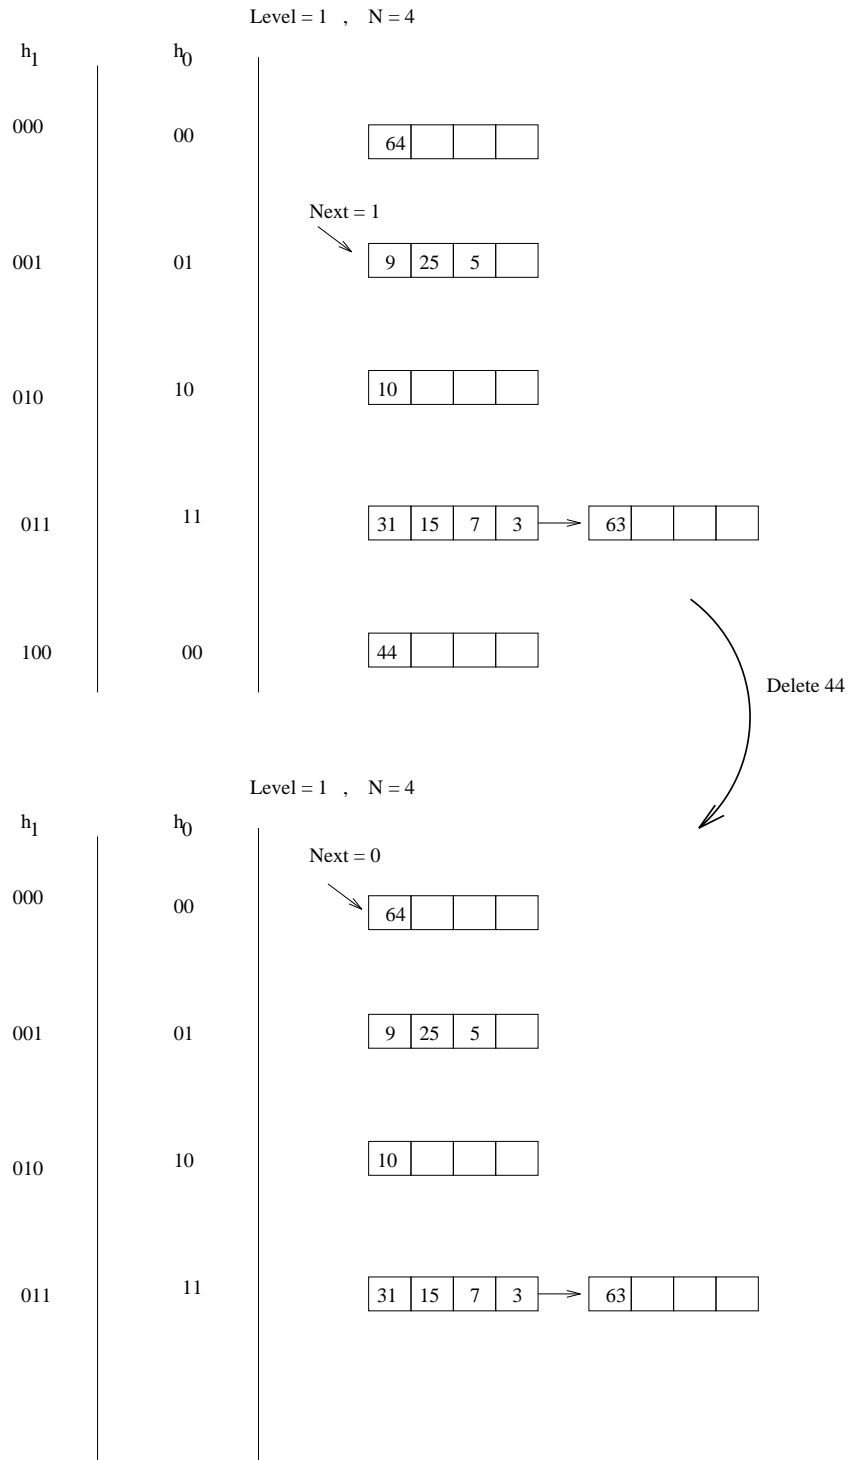 Level = 1 , N = 4
h1 h0
000 00 64
Next = 1
001 01 9 25 5
010 10 10
011 11 31 15 7 3 63
100 00 44
Delete 44
Level = 1 , N = 4
h1 h0
Next = 0
000 00 64
001 01 9 25 5
010 10 10
011 11 31 15 7 3 63